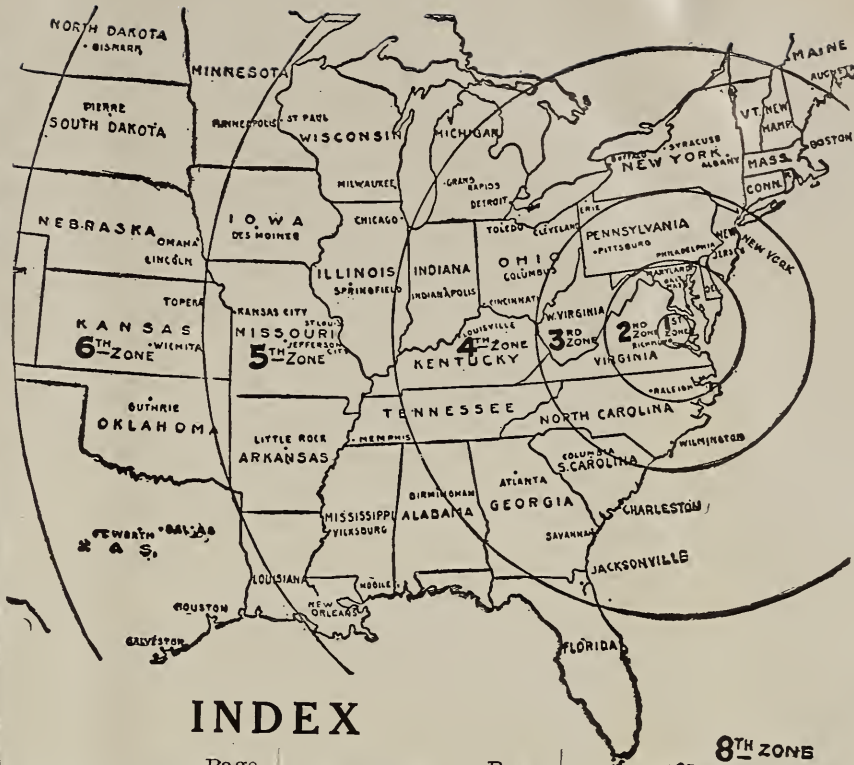 NORTH DAKOTA
BISMARK
MINNESOTA
MAINE
AUGUSTA
PIERRE
SOUTH DAKOTA
MINNEAPOLIS
ST PAUL
WISCONSIN
MICHIGAN
VT.
NEW HAMP.
BOSTON
BUFFALO
SYRACUSE
NEW YORK.
ALBANY
MASS
CONN.
MILWAUKEE
GRAND RAPIDS
DETROIT
NEBRASKA
OMAHA
LINCOLN
IOWA
DES MOINES
CHICAGO
TOLEDO
CLEVELAND
ERIE
PENNSYLVANIA
PITTSBURG
PHILADELPHIA
NEW JERS
NEW YORK
ILLINOIS
SPRINGFIELD
INDIANA
INDIANAPOLIS
OHIO
COLUMBUS
CINCINNATI
MARYLAND
DEL
TOPEKA
KANSAS
6TH ZONE
WICHITA
KANSAS CITY
MISSOURI
ST LOUIS
JEFFERSON CITY
5TH ZONE
LOUISVILLE
4TH ZONE
KENTUCKY
W. VIRGINIA
3RD ZONE
2ND ZONE
1ST ZONE
RICHMOND
VIRGINIA
GUTHRIE
OKLAHOMA
LITTLE ROCK
ARKANSAS
TENNESSEE
MEMPHIS
RALEIGH
NORTH CAROLINA
WILMINGTON
COLUMBIA
S. CAROLINA
ATLANTA
GEORGIA
BIRMINGHAM
ALABAMA
MISSISSIPPI
VICKSBURG
CHARLESTON
SAVANNAH
JACKSONVILLE
FT WORTH
DALLAS
LOUISIANA
MOBILE
NEW ORLEANS
HOUSTON
GALVESTON
FLORIDA
INDEX
8TH ZONE
Page